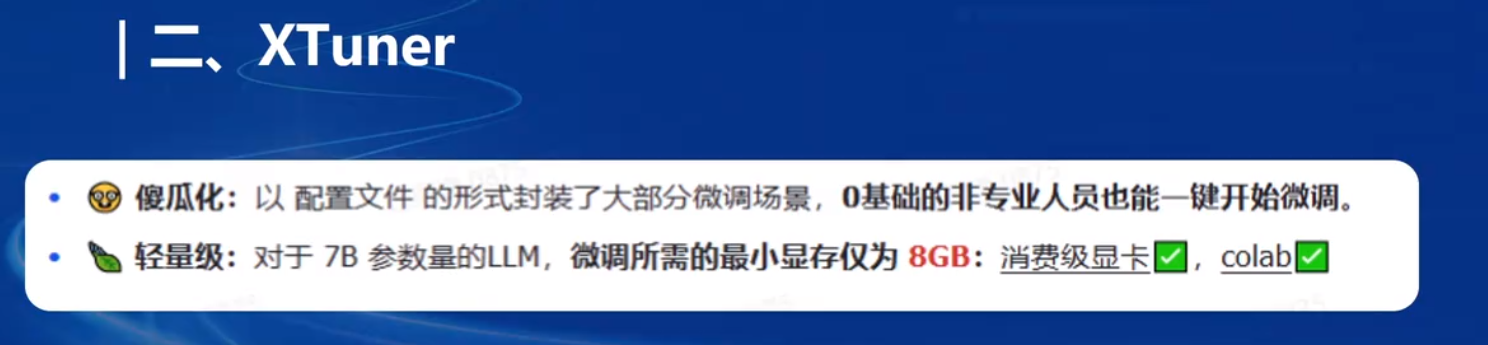 ｜二、XTuner
• 🤓 傻瓜化：以 配置文件 的形式封装了大部分微调场景，0基础的非专业人员也能一键开始微调。
• 🍃 轻量级：对于 7B 参数量的LLM，微调所需的最小显存仅为 8GB：消费级显卡✅，colab✅